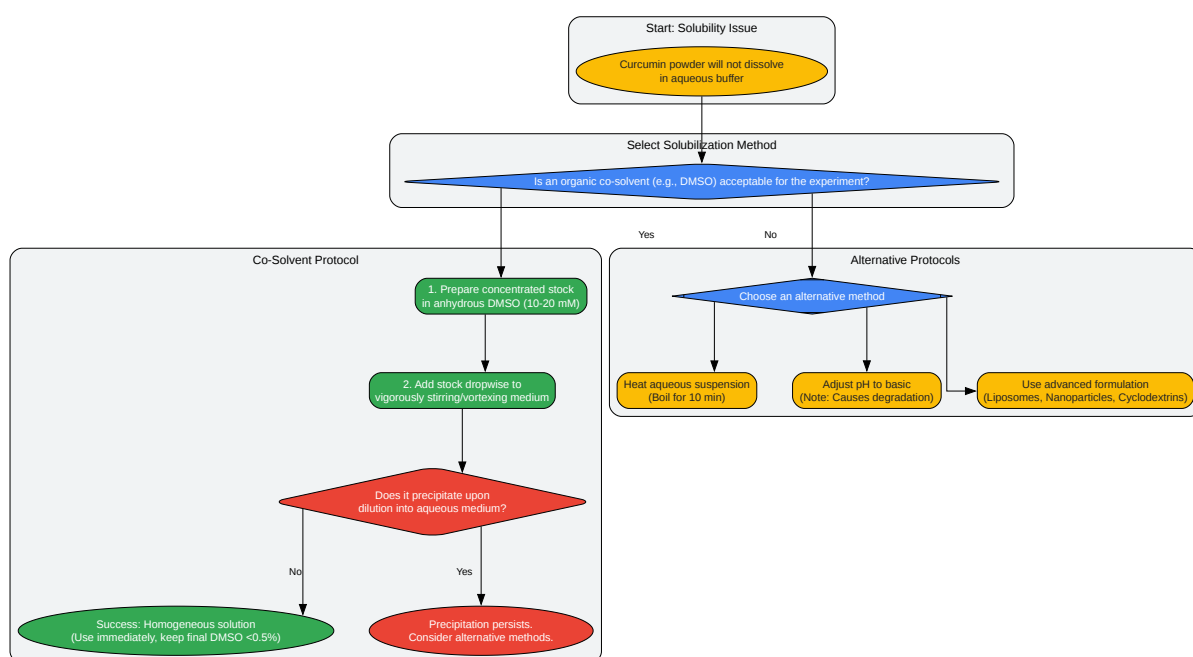 Start: Solubility Issue
Curcumin powder will not dissolve
in aqueous buffer
Select Solubilization Method
Is an organic co-solvent (e.g., DMSO) acceptable for the experiment?
Yes
No
Co-Solvent Protocol
1. Prepare concentrated stock
in anhydrous DMSO (10-20 mM)
2. Add stock dropwise to
vigorously stirring/vortexing medium
Does it precipitate upon
dilution into aqueous medium?
No
Yes
Success: Homogeneous solution
(Use immediately, keep final DMSO <0.5%)
Precipitation persists.
Consider alternative methods.
Alternative Protocols
Choose an alternative method
Heat aqueous suspension
(Boil for 10 min)
Adjust pH to basic
(Note: Causes degradation)
Use advanced formulation
(Liposomes, Nanoparticles, Cyclodextrins)